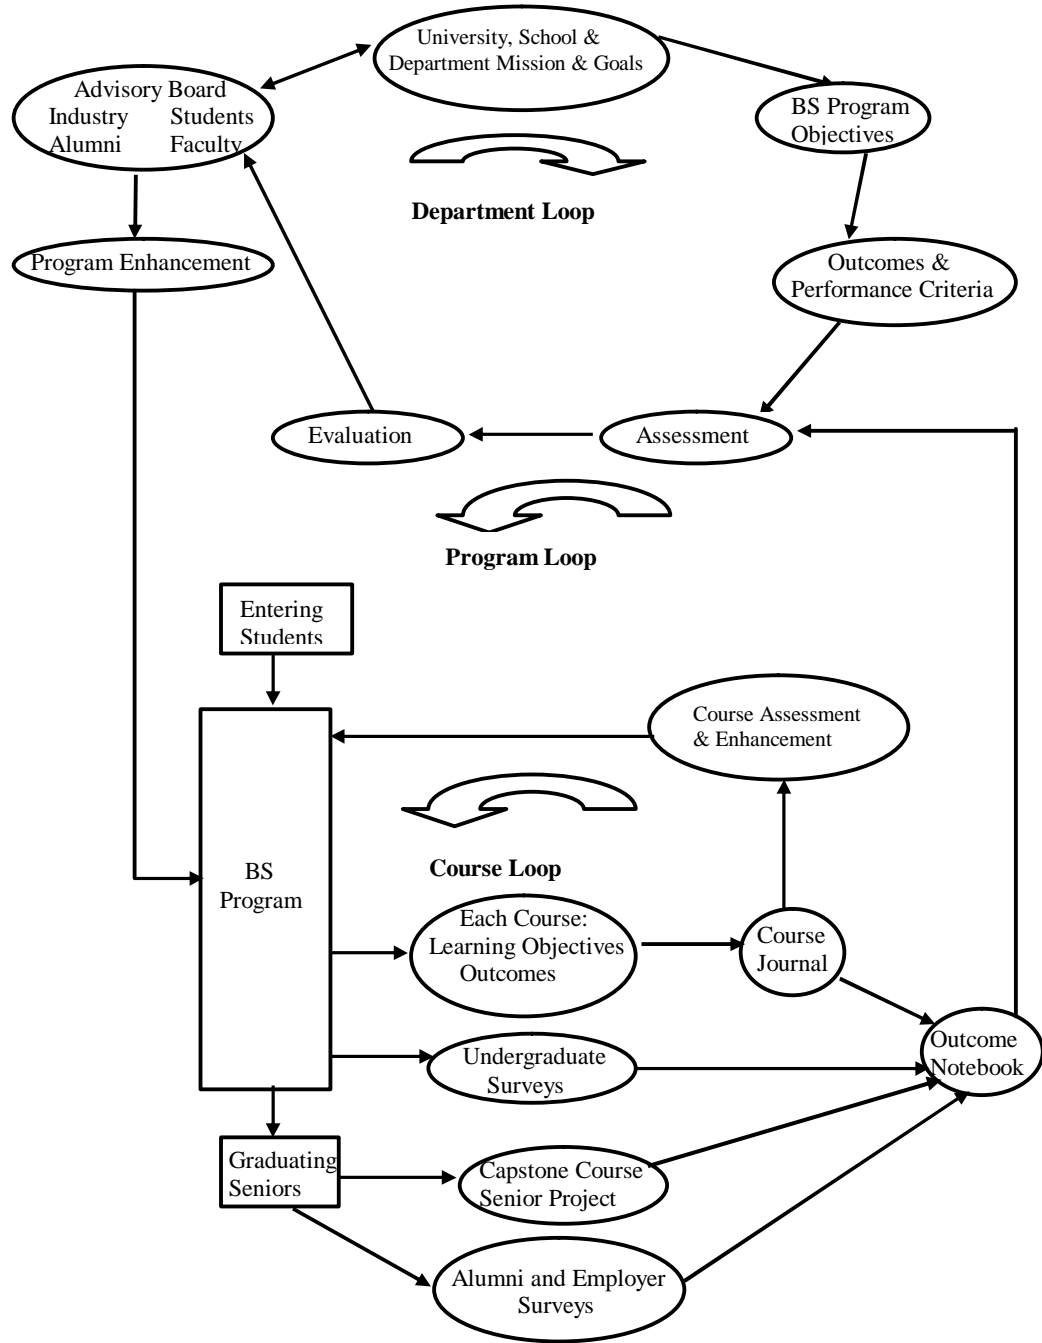 University, School &
Department Mission & Goals
Advisory Board
Industry Students
Alumni Faculty
BS Program
Objectives
Department Loop
Program Enhancement
Outcomes &
Performance Criteria
Evaluation
Assessment
Program Loop
Entering
Students
Course Assessment
& Enhancement
BS
Program
Course Loop
Each Course:
Learning Objectives
Outcomes
Course
Journal
Undergraduate
Surveys
Outcome
Notebook
Graduating
Seniors
Capstone Course
Senior Project
Alumni and Employer
Surveys